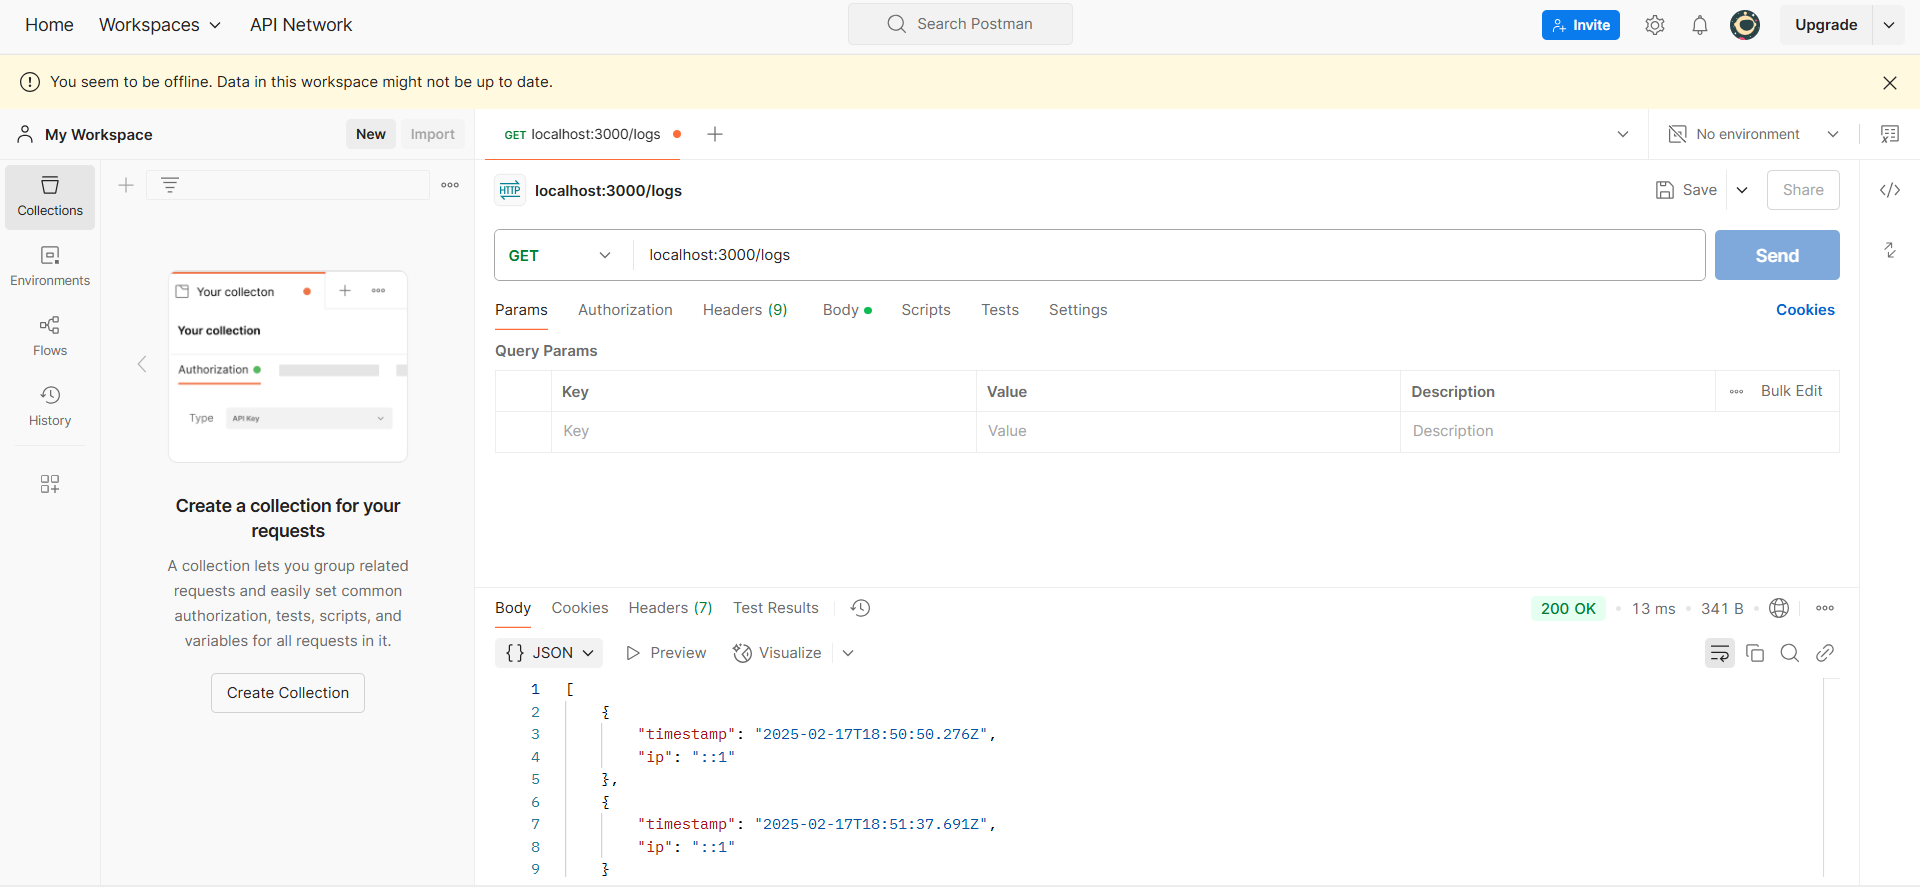 Home Workspaces API Network Search Postman Invite Upgrade
You seem to be offline. Data in this workspace might not be up to date.
My Workspace New Import
GET localhost:3000/logs No environment
Collections
Environments
Flows
History
Your collecton
Your collection
Authorization
Type API Key
Create a collection for your
requests
A collection lets you group related
requests and easily set common
authorization, tests, scripts, and
variables for all requests in it.
Create Collection
HTTP localhost:3000/logs Save Share
GET localhost:3000/logs Send
Params Authorization Headers (9) Body Scripts Tests Settings Cookies
Query Params
Key Value Description Bulk Edit
Key Value Description
Body Cookies Headers (7) Test Results 200 OK 13 ms 341 B
{} JSON Preview Visualize
1 [
2 {
3 "timestamp": "2025-02-17T18:50:50.276Z",
4 "ip": "::1"
5 },
6 {
7 "timestamp": "2025-02-17T18:51:37.691Z",
8 "ip": "::1"
9 }